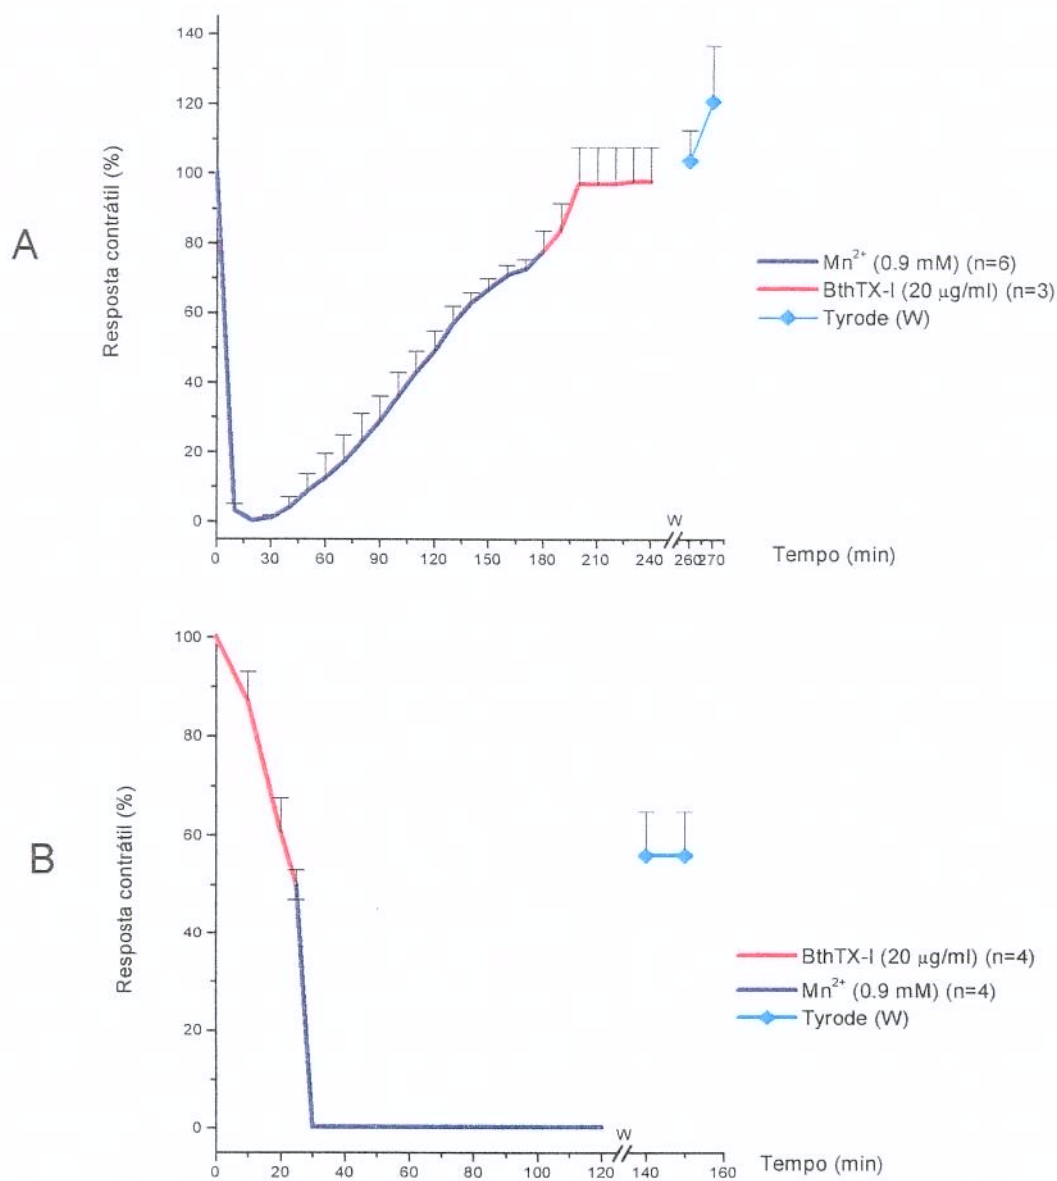 A
Resposta contrátil (%)
140
120
100
80
60
40
20
0
0 30 60 90 120 150 180 210 240 260 270
W
Tempo (min)
Mn²⁺ (0.9 mM) (n=6)
BthTX-I (20 μg/ml) (n=3)
Tyrode (W)
B
Resposta contrátil (%)
100
80
60
40
20
0
0 20 40 60 80 100 120 140 160
W
Tempo (min)
BthTX-I (20 μg/ml) (n=4)
Mn²⁺ (0.9 mM) (n=4)
Tyrode (W)